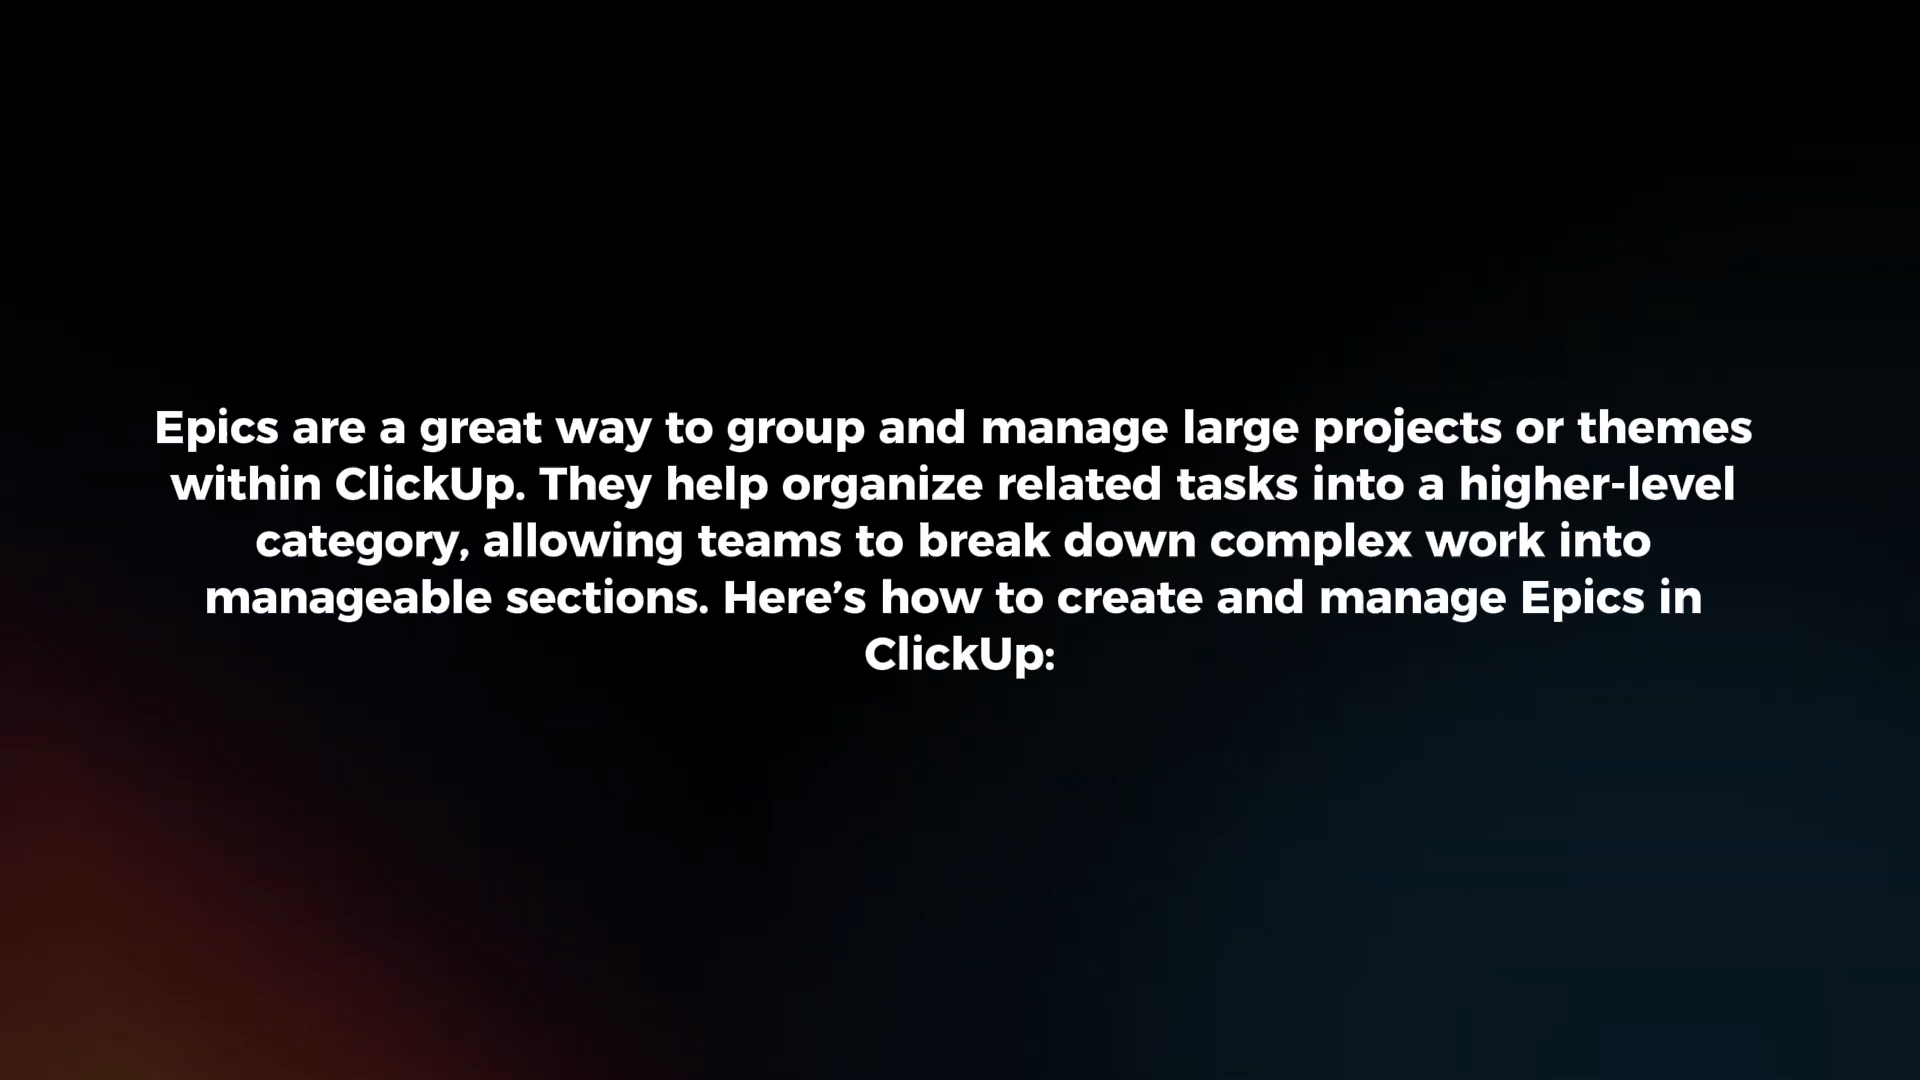 Epics are a great way to group and manage large projects or themes
within ClickUp. They help organize related tasks into a higher-level
category, allowing teams to break down complex work into
manageable sections. Here’s how to create and manage Epics in
ClickUp: